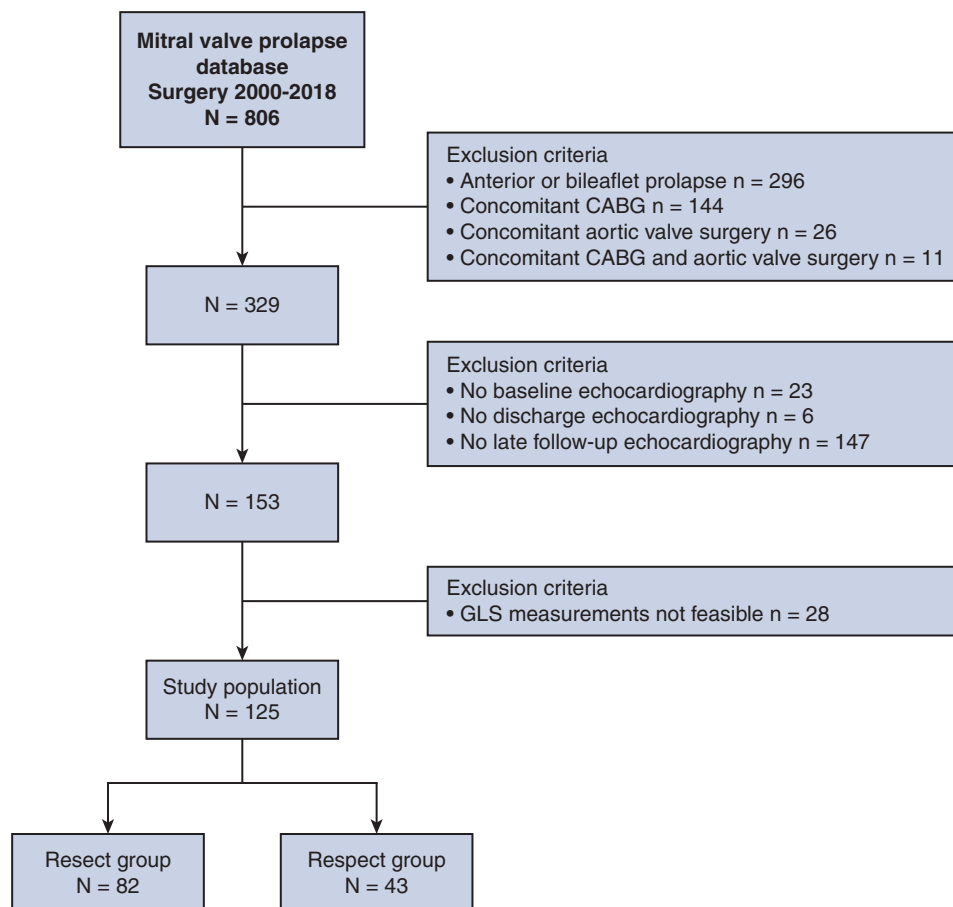 Mitral valve prolapse
database
Surgery 2000-2018
N = 806
Exclusion criteria
• Anterior or bileaflet prolapse n = 296
• Concomitant CABG n = 144
• Concomitant aortic valve surgery n = 26
• Concomitant CABG and aortic valve surgery n = 11
N = 329
Exclusion criteria
• No baseline echocardiography n = 23
• No discharge echocardiography n = 6
• No late follow-up echocardiography n = 147
N = 153
Exclusion criteria
• GLS measurements not feasible n = 28
Study population
N = 125
Resect group
N = 82
Respect group
N = 43